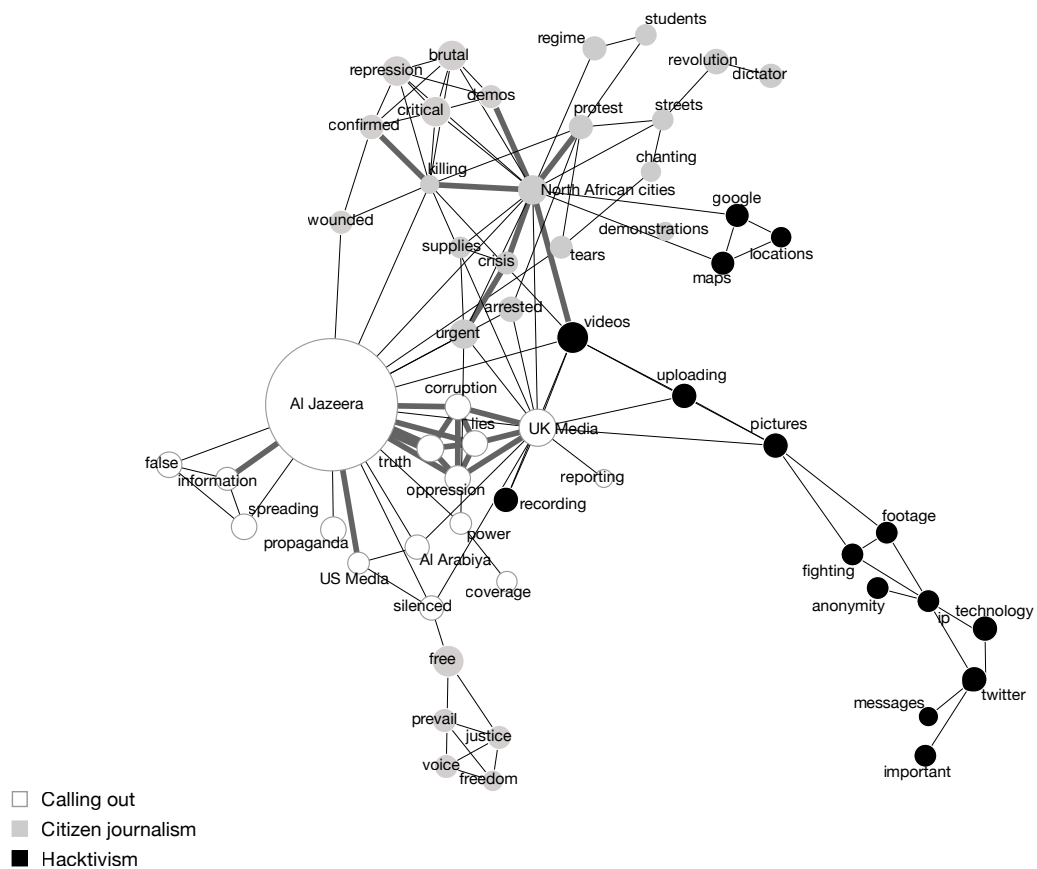 students
regime
brutal
repression
revolution
dictator
demos
critical
protest
streets
confirmed
chanting
killing
North African cities
google
wounded
demonstrations
supplies
crisis
tears
locations
maps
arrested
urgent
videos
uploading
corruption
Al Jazeera
lies
UK Media
pictures
truth
false
information
oppression
reporting
spreading
recording
footage
propaganda
power
Al Arabiya
US Media
fighting
coverage
silenced
anonymity
ip
technology
free
messages
twitter
prevail
justice
voice
freedom
important
Calling out
Citizen journalism
Hacktivism